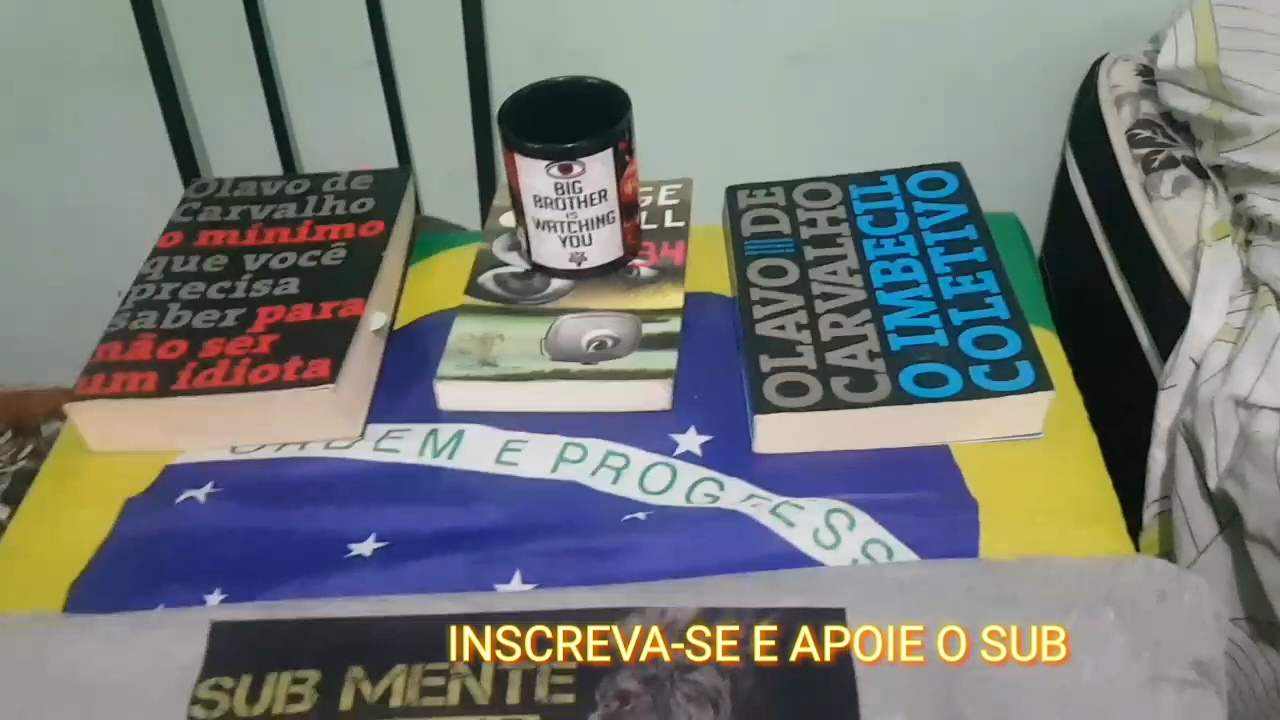 Olavo de
Carvalho
o mínimo
que você
precisa
saber para
não ser
um idiota
BIG
BROTHER
IS
WATCHING
YOU
OLAVO DE
CARVALHO
O IMBECIL
COLETIVO
ORDEM E PROGRESS
INSCREVA-SE E APOIE O SUB
SUB MENTE